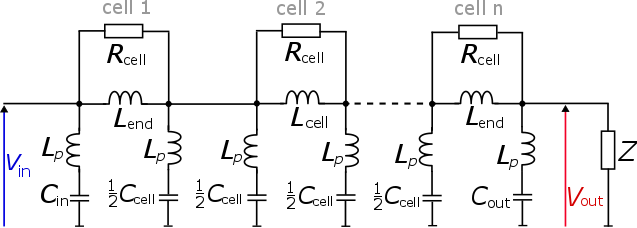 cell 1 cell 2 cell n
Rcell Rcell Rcell
Lend Lcell Lend
Lp Lp Lp Lp Lp Lp
Vin Vout Z
Cin ½Ccell ½Ccell ½Ccell ½Ccell Cout